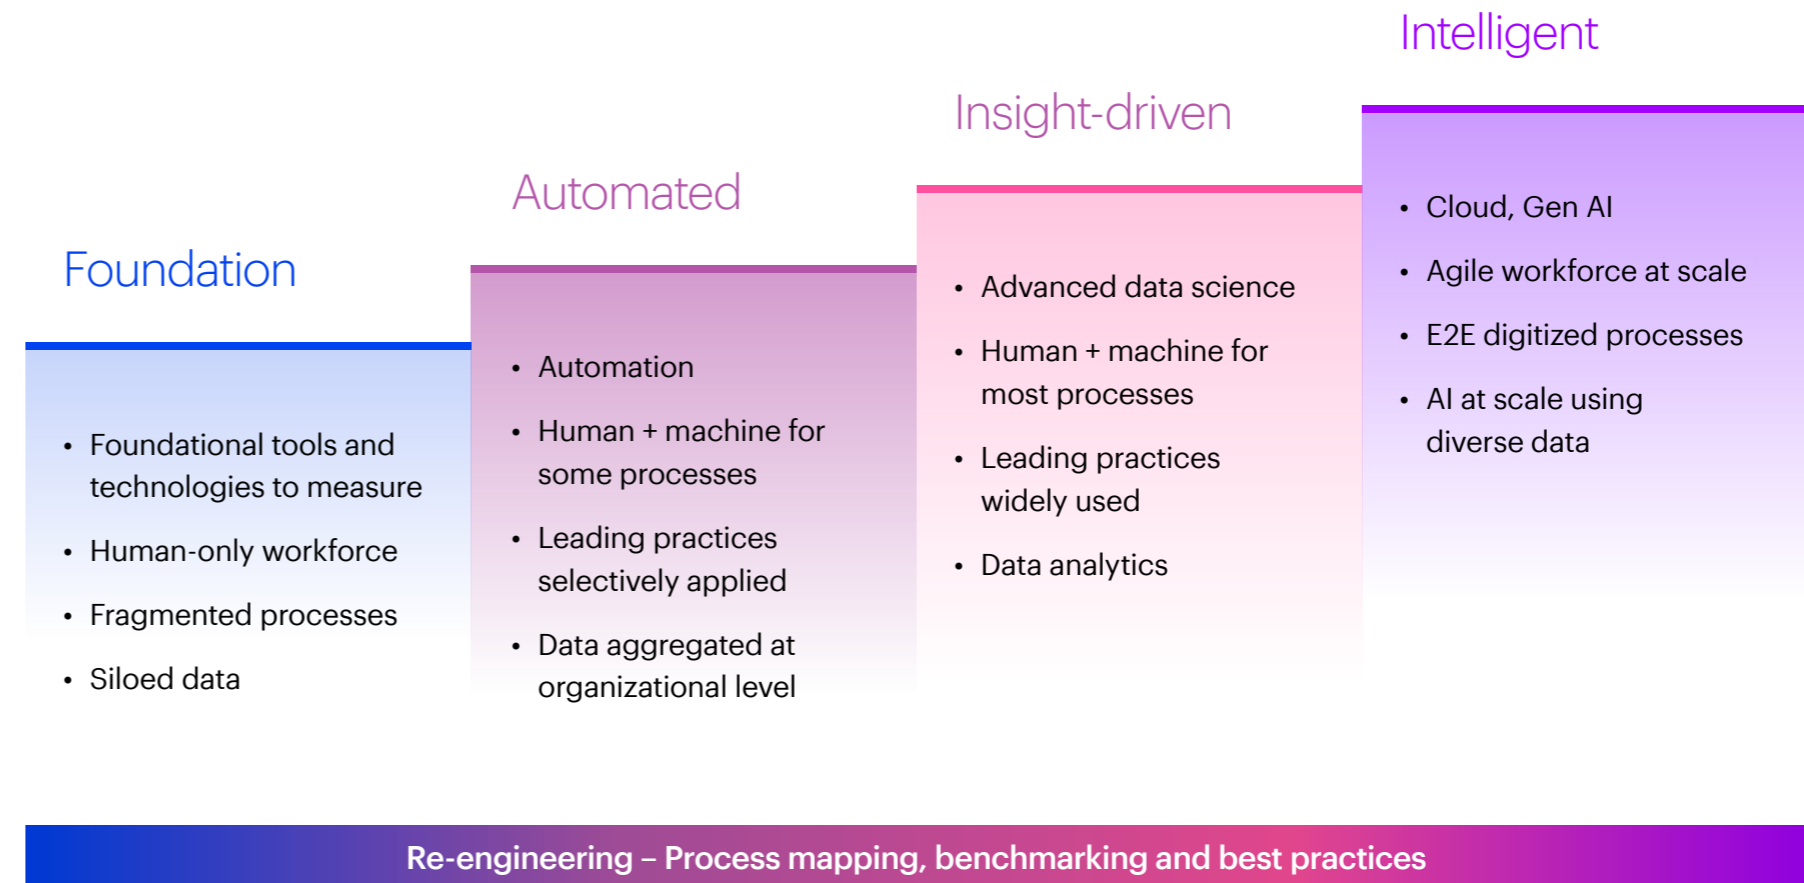 Foundation
• Foundational tools and
technologies to measure
• Human-only workforce
• Fragmented processes
• Siloed data
Automated
• Automation
• Human + machine for
some processes
• Leading practices
selectively applied
• Data aggregated at
organizational level
Insight-driven
• Advanced data science
• Human + machine for
most processes
• Leading practices
widely used
• Data analytics
Intelligent
• Cloud, Gen AI
• Agile workforce at scale
• E2E digitized processes
• AI at scale using
diverse data
Re-engineering – Process mapping, benchmarking and best practices